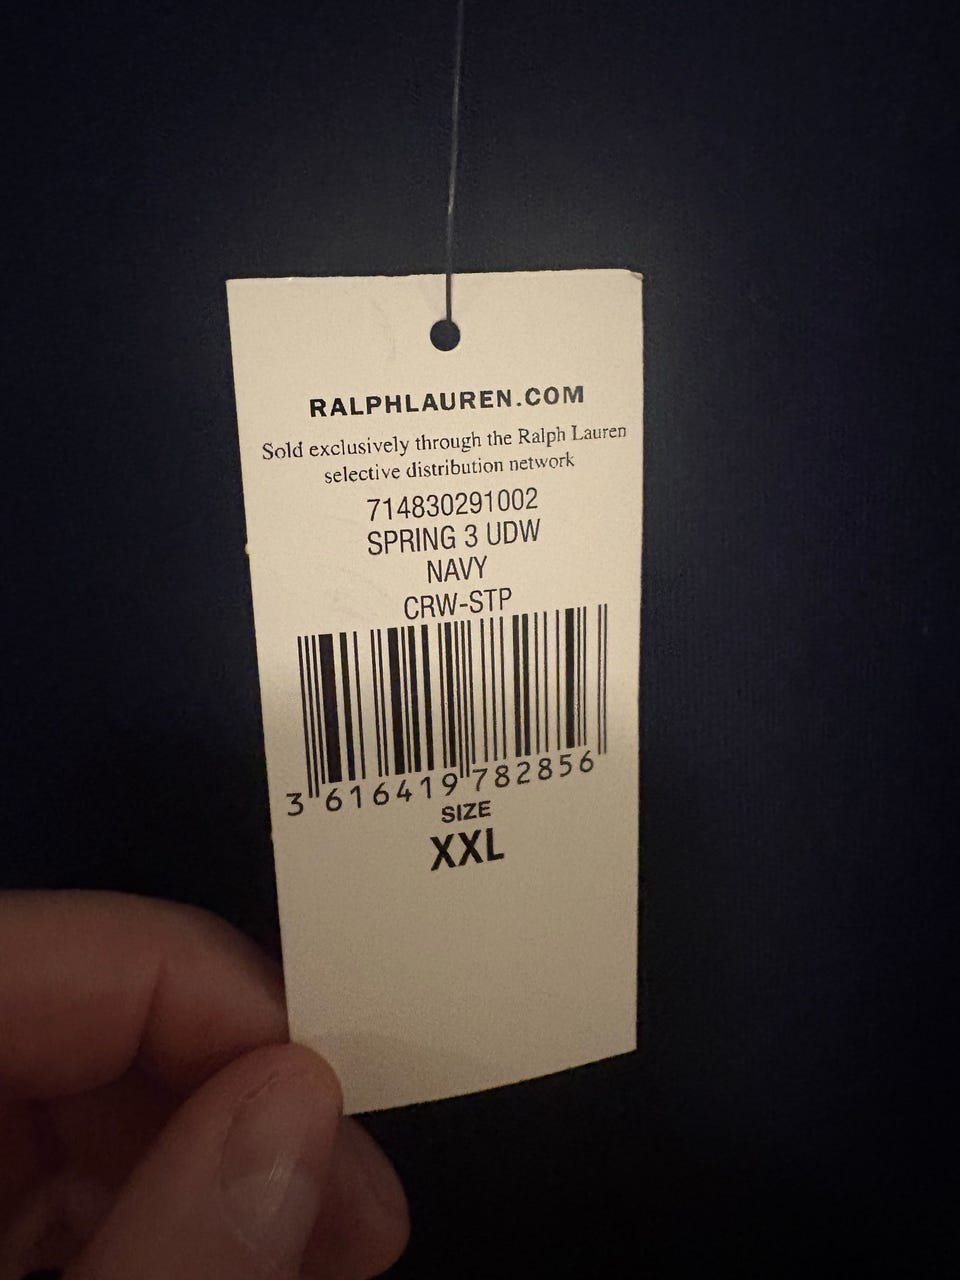 RALPHLAUREN.COM
Sold exclusively through the Ralph Lauren
selective distribution network
714830291002
SPRING 3 UDW
NAVY
CRW-STP
3 616419 782856
SIZE
XXL